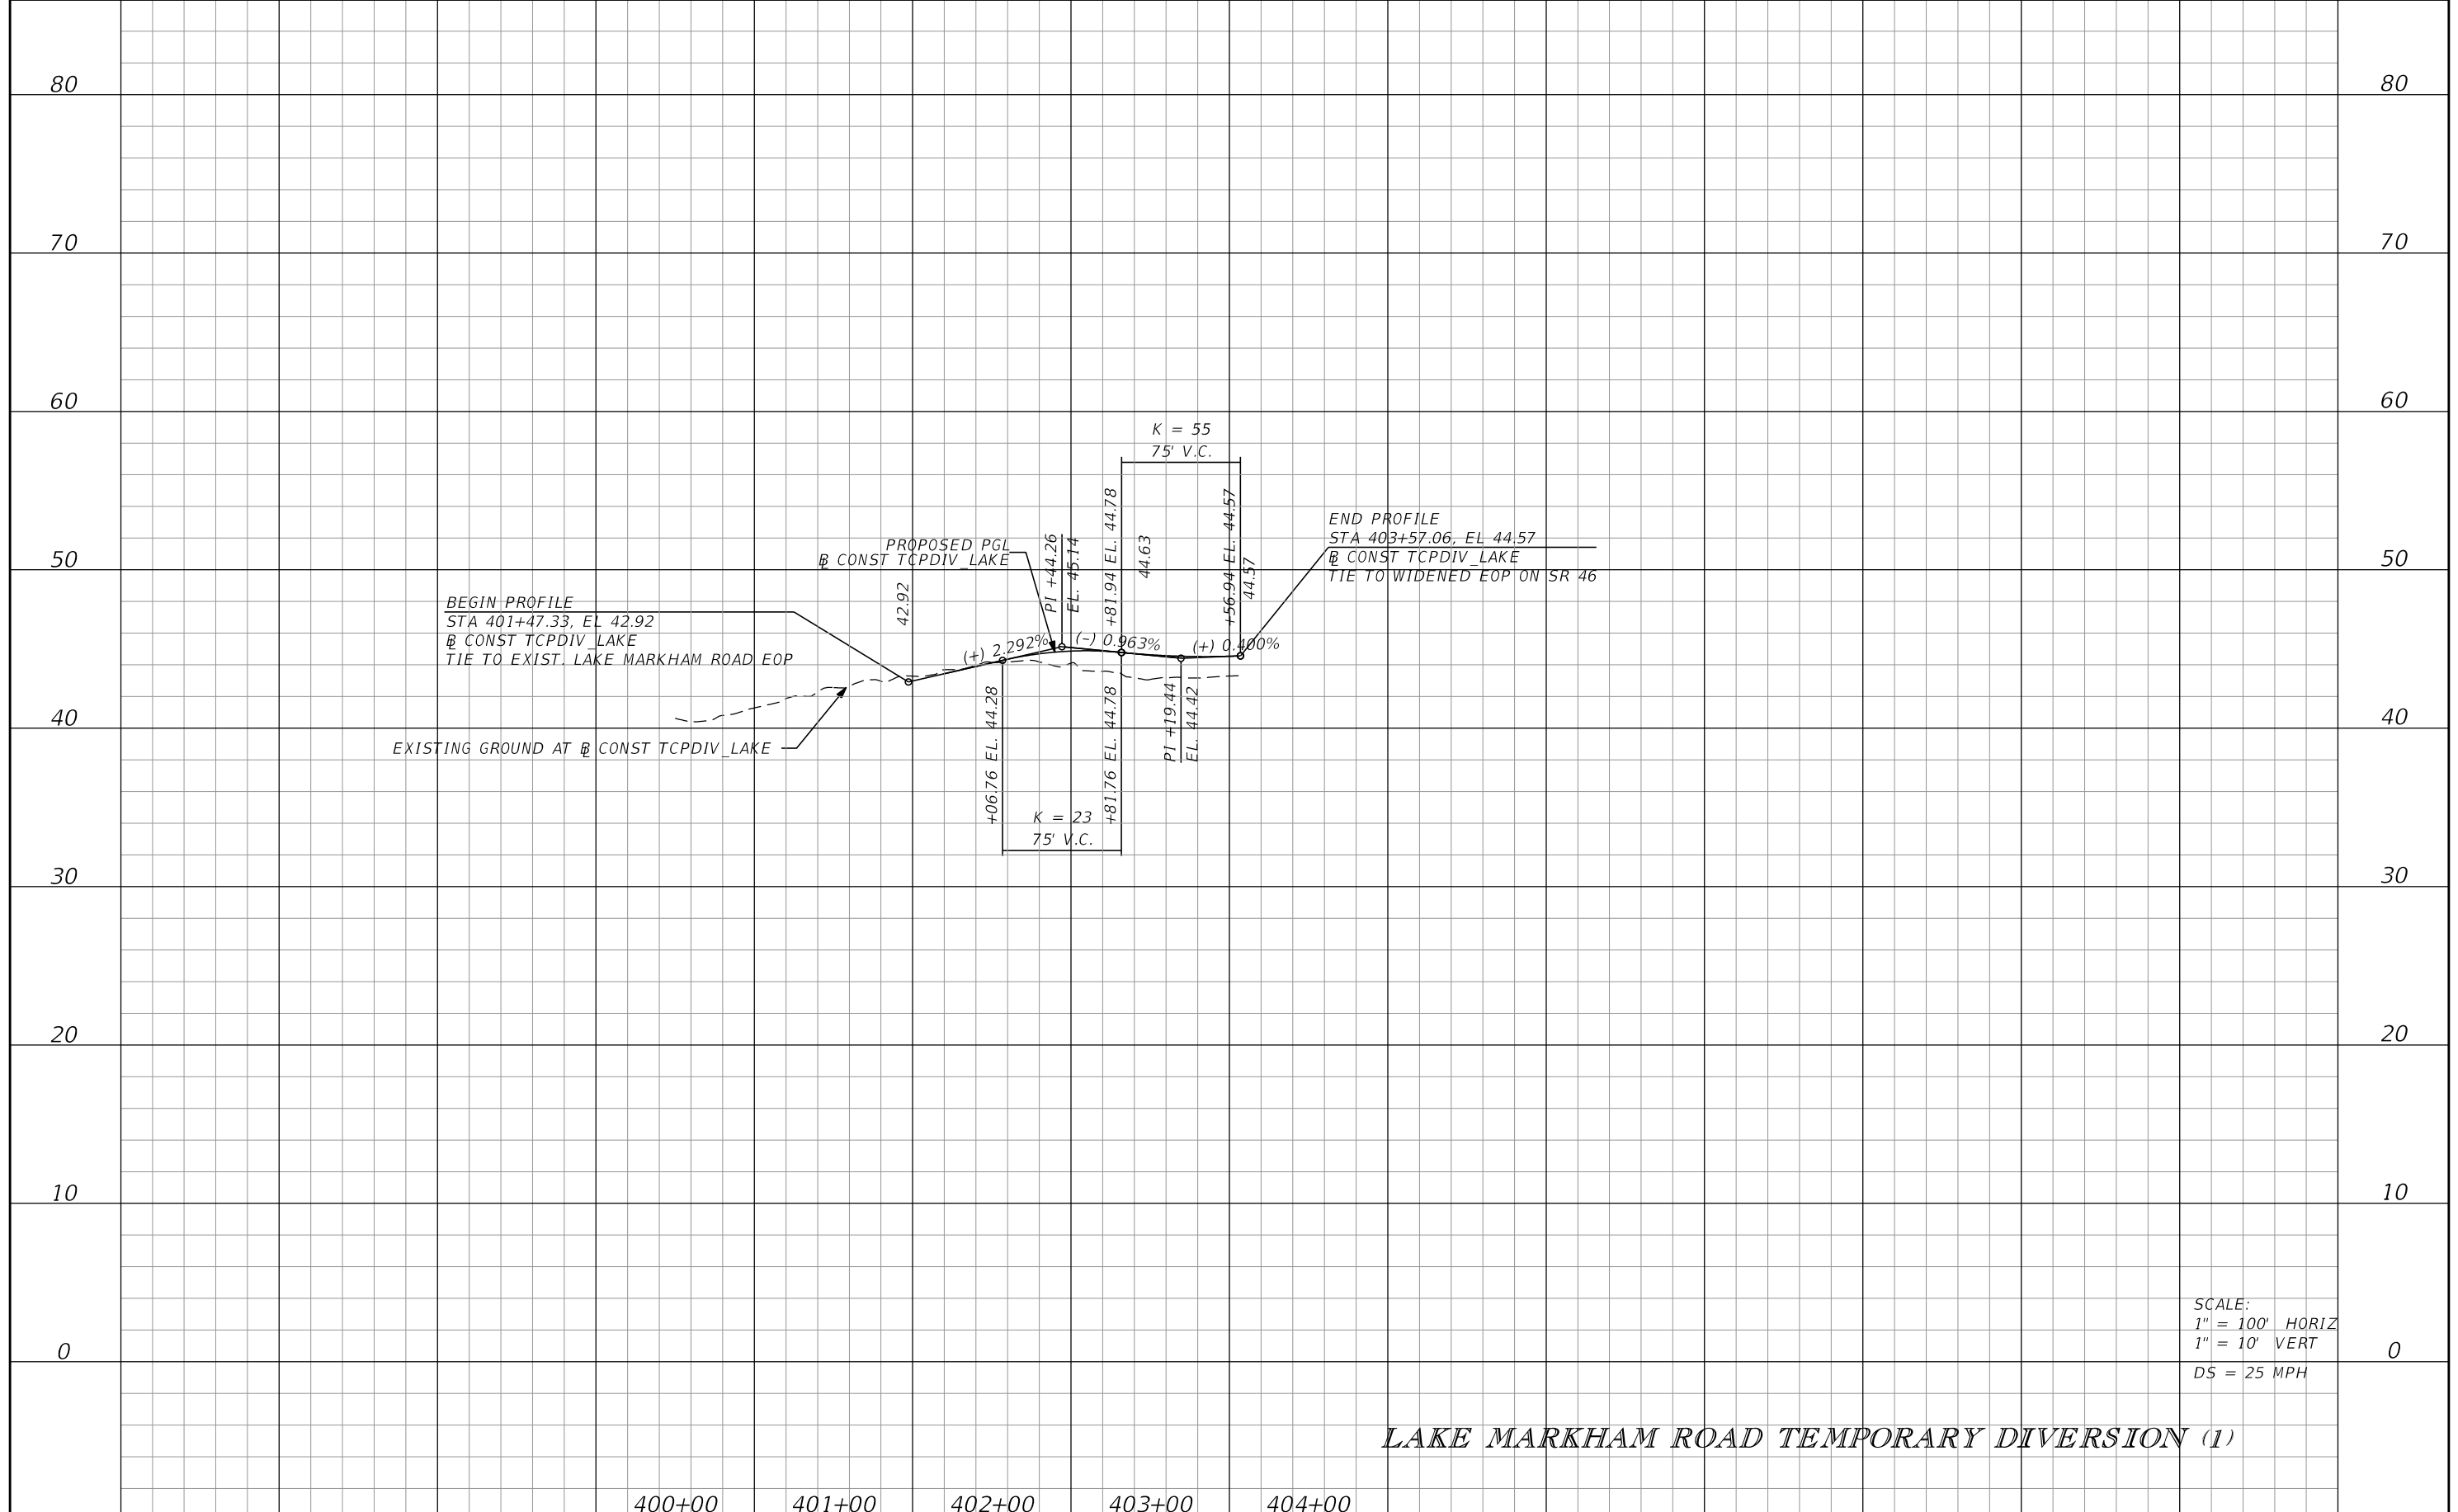 80
80
70
70
60
60
K = 55
75' V.C.
+81.94 EL. 44.78
44.63
+56.94 EL. 44.57
44.57
END PROFILE
STA 403+57.06, EL 44.57
BL CONST TCPDIV_LAKE
TIE TO WIDENED EOP ON SR 46
PROPOSED PGL
BL CONST TCPDIV_LAKE
PI +44.26
EL. 45.14
50
50
42.92
BEGIN PROFILE
STA 401+47.33, EL 42.92
BL CONST TCPDIV_LAKE
TIE TO EXIST. LAKE MARKHAM ROAD EOP
(+) 2.292%
(-) 0.963%
(+) 0.400%
40
40
EXISTING GROUND AT BL CONST TCPDIV_LAKE
+06.76 EL. 44.28
+81.76 EL. 44.78
PI +19.44
EL. 44.42
K = 23
75' V.C.
30
30
20
20
10
10
SCALE:
1" = 100' HORIZ
1" = 10' VERT
0
0
DS = 25 MPH
LAKE MARKHAM ROAD TEMPORARY DIVERSION (1)
400+00
401+00
402+00
403+00
404+00